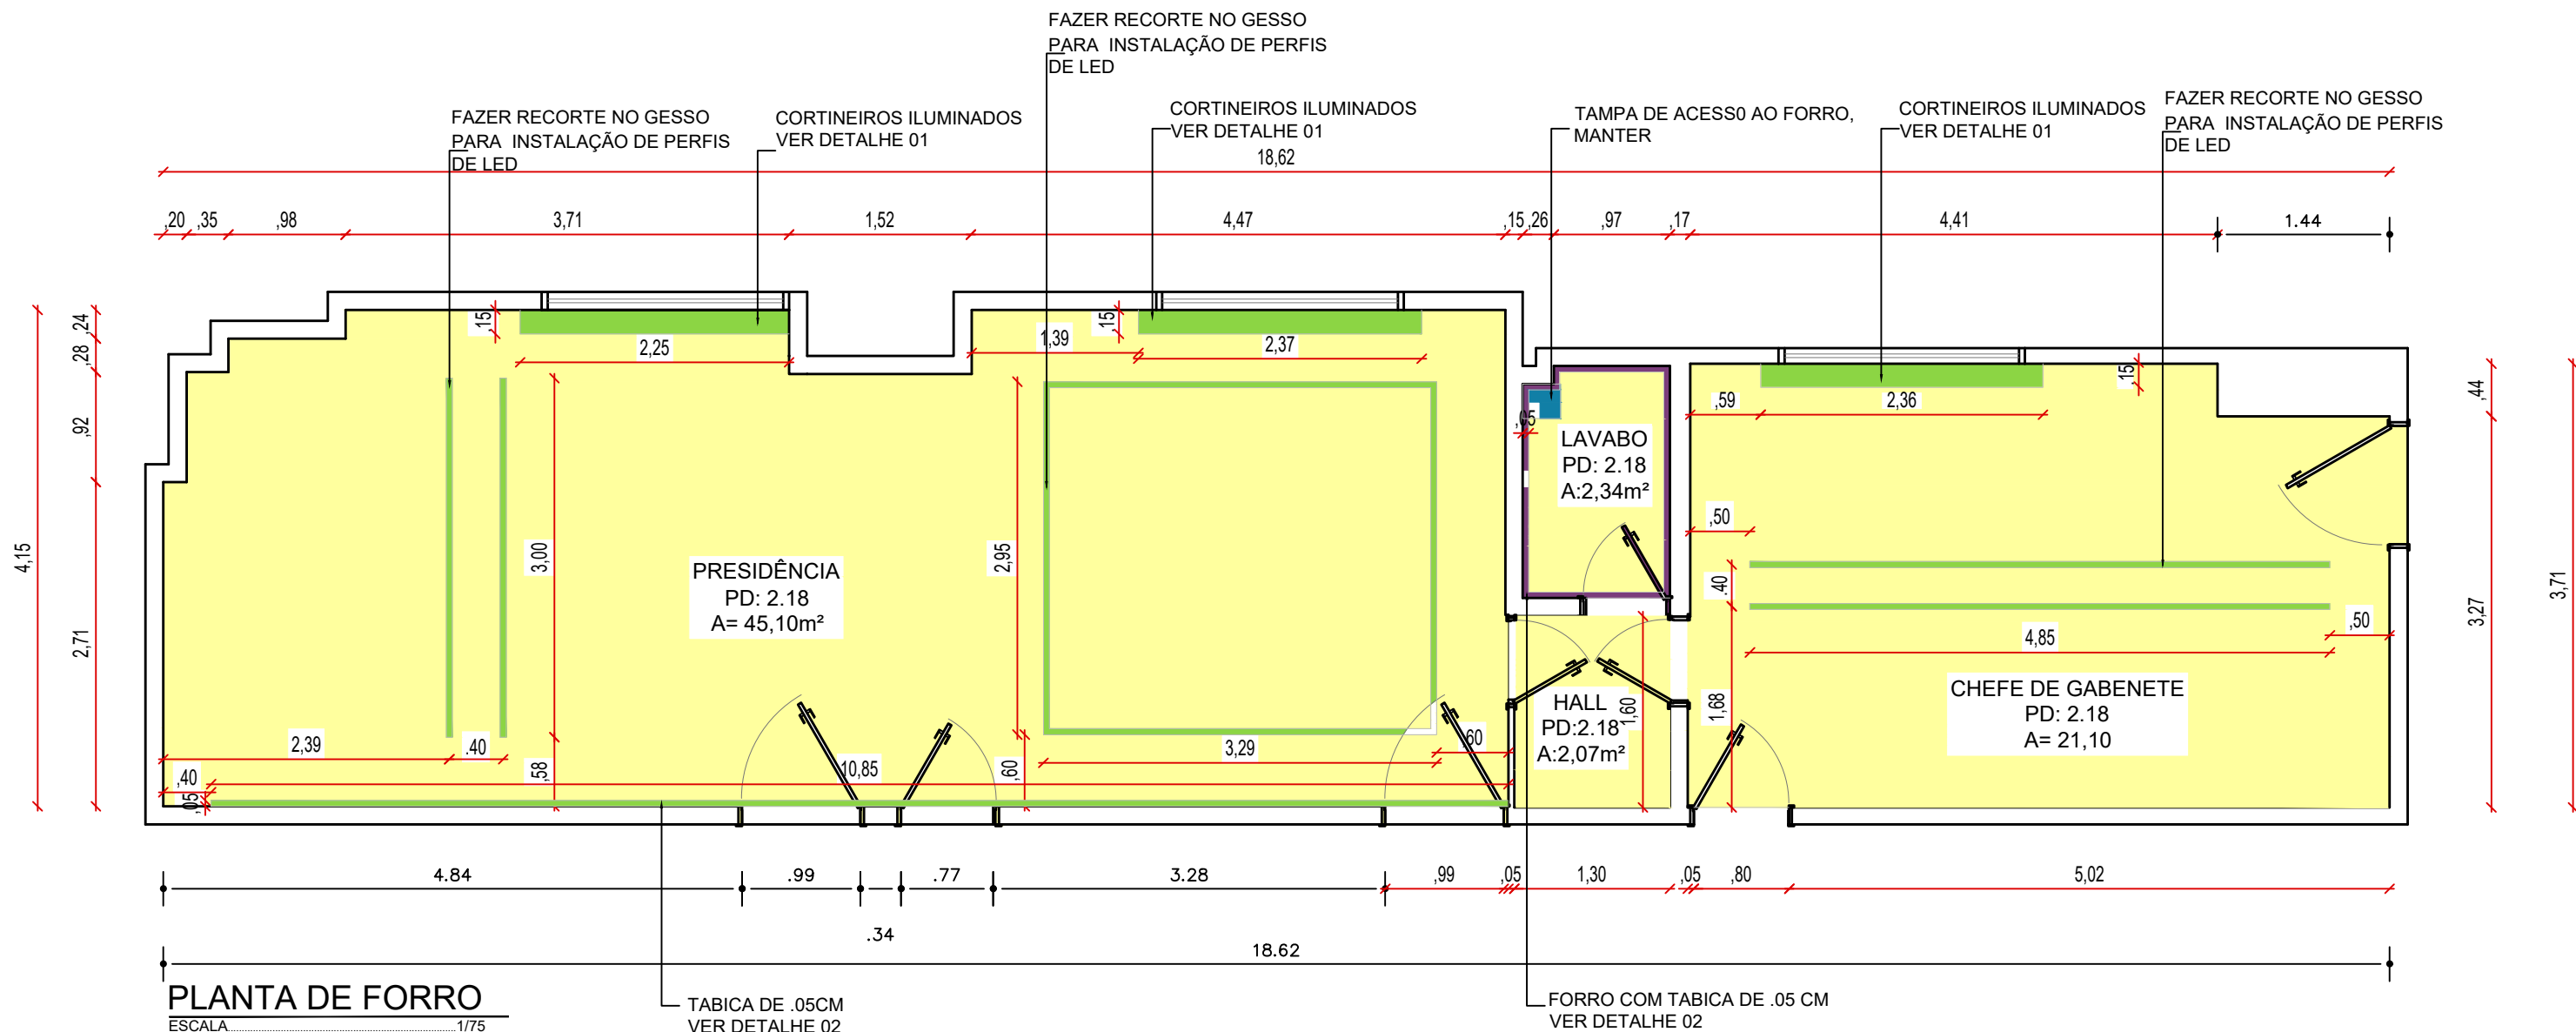 FAZER RECORTE NO GESSO
PARA INSTALAÇÃO DE PERFIS
DE LED
FAZER RECORTE NO GESSO
PARA INSTALAÇÃO DE PERFIS
DE LED
CORTINEIROS ILUMINADOS
VER DETALHE 01
CORTINEIROS ILUMINADOS
VER DETALHE 01
TAMPA DE ACESS0 AO FORRO,
MANTER
CORTINEIROS ILUMINADOS
VER DETALHE 01
FAZER RECORTE NO GESSO
PARA INSTALAÇÃO DE PERFIS
DE LED
18,62
,20 ,35 ,98 3,71 1,52 4,47 ,15 ,26 ,97 ,17 4,41 1.44
4,15
,24
,28
,92
2,71
,15
2,25
1,39
,15
2,37
,59
2,36
,15
,44
3,27
3,71
,05
LAVABO
PD: 2.18
A:2,34m²
,50
3,00
2,95
PRESIDÊNCIA
PD: 2.18
A= 45,10m²
.40
4,85
,50
CHEFE DE GABENETE
PD: 2.18
A= 21,10
HALL
PD:2.18
A:2,07m²
1,60
1,68
2,39
.40
3,29
,60
,40
,05
,58
10,85
,60
4.84 .99 .77 3.28 ,99 ,05 1,30 ,05 ,80 5,02
.34
18.62
PLANTA DE FORRO
ESCALA 1/75
TABICA DE .05CM
VER DETALHE 02
FORRO COM TABICA DE .05 CM
VER DETALHE 02